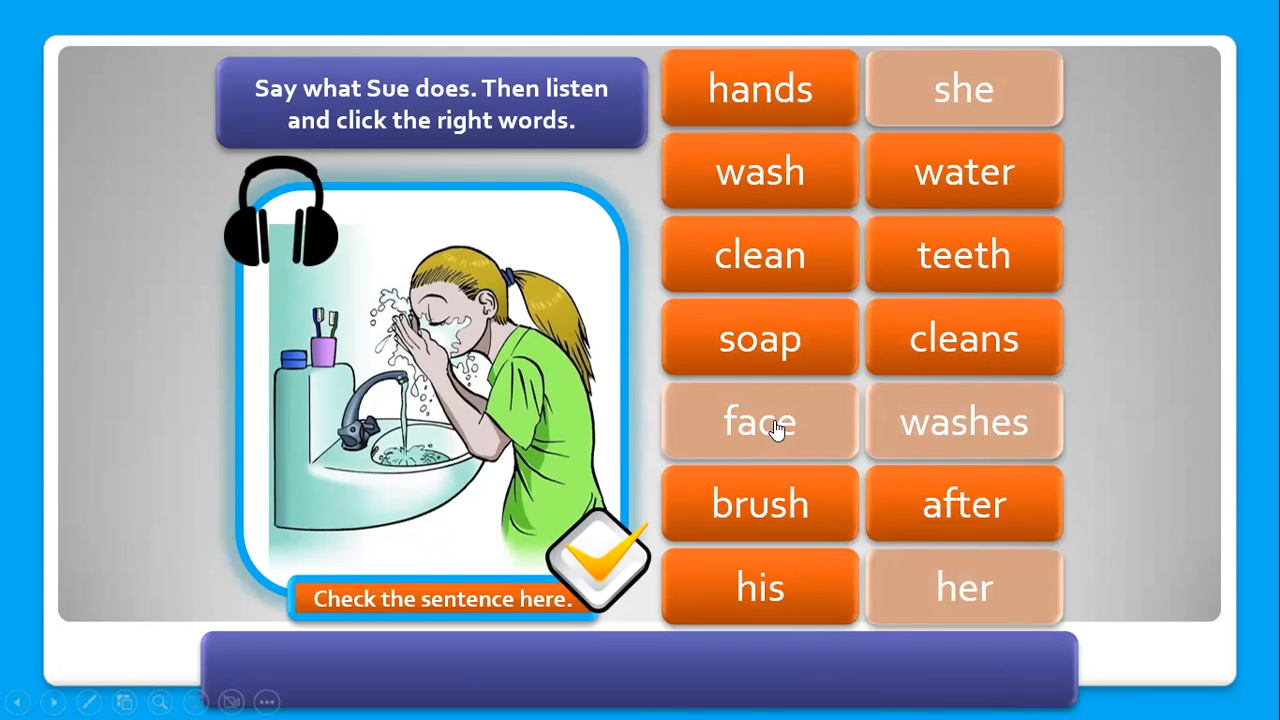 Say what Sue does. Then listen
and click the right words.
hands
she
wash
water
clean
teeth
soap
cleans
face
washes
brush
after
his
her
Check the sentence here.